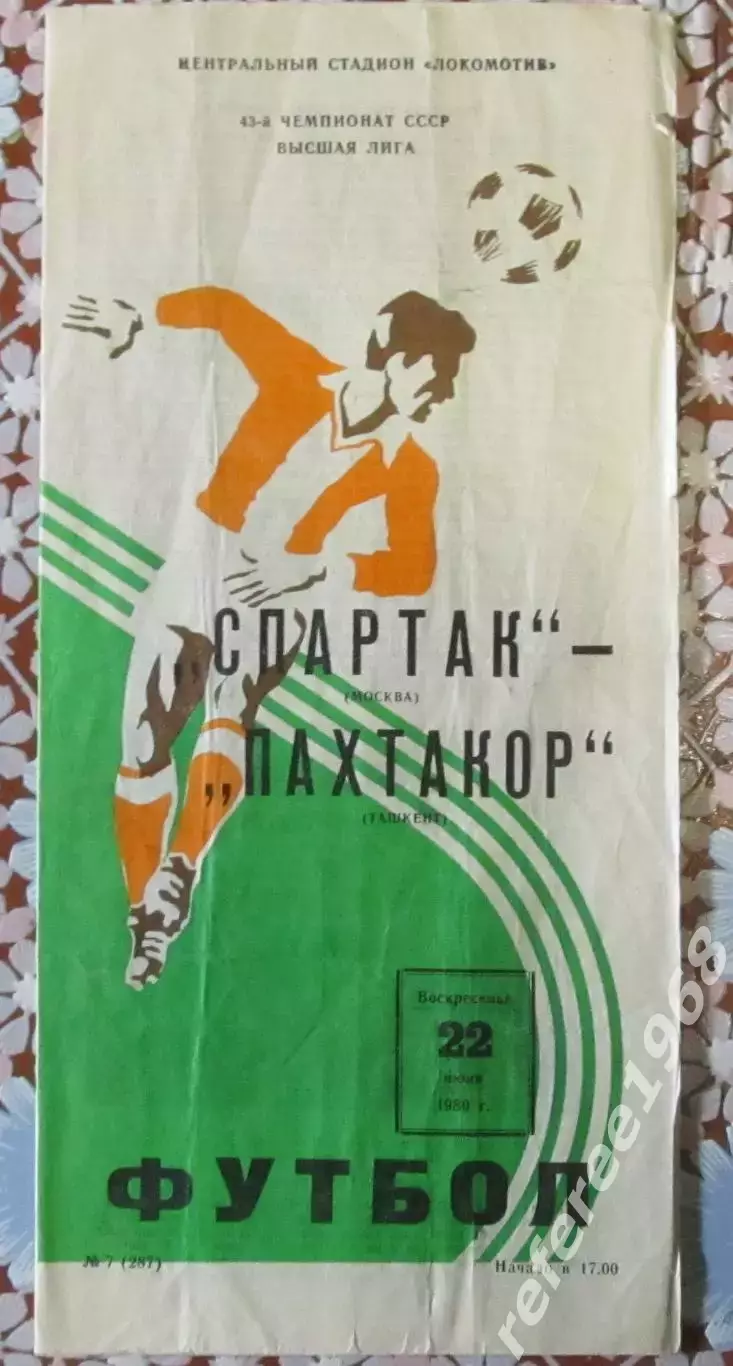 ЦЕНТРАЛЬНЫЙ СТАДИОН «ЛОКОМОТИВ»
43-й ЧЕМПИОНАТ СССР
ВЫСШАЯ ЛИГА
„СПАРТАК“ –
(МОСКВА)
„ПАХТАКОР“
(ТАШКЕНТ)
Воскресенье
22
июня
1980 г.
ФУТБОЛ
№ 7 (287)
Начало в 17.00
referee1968